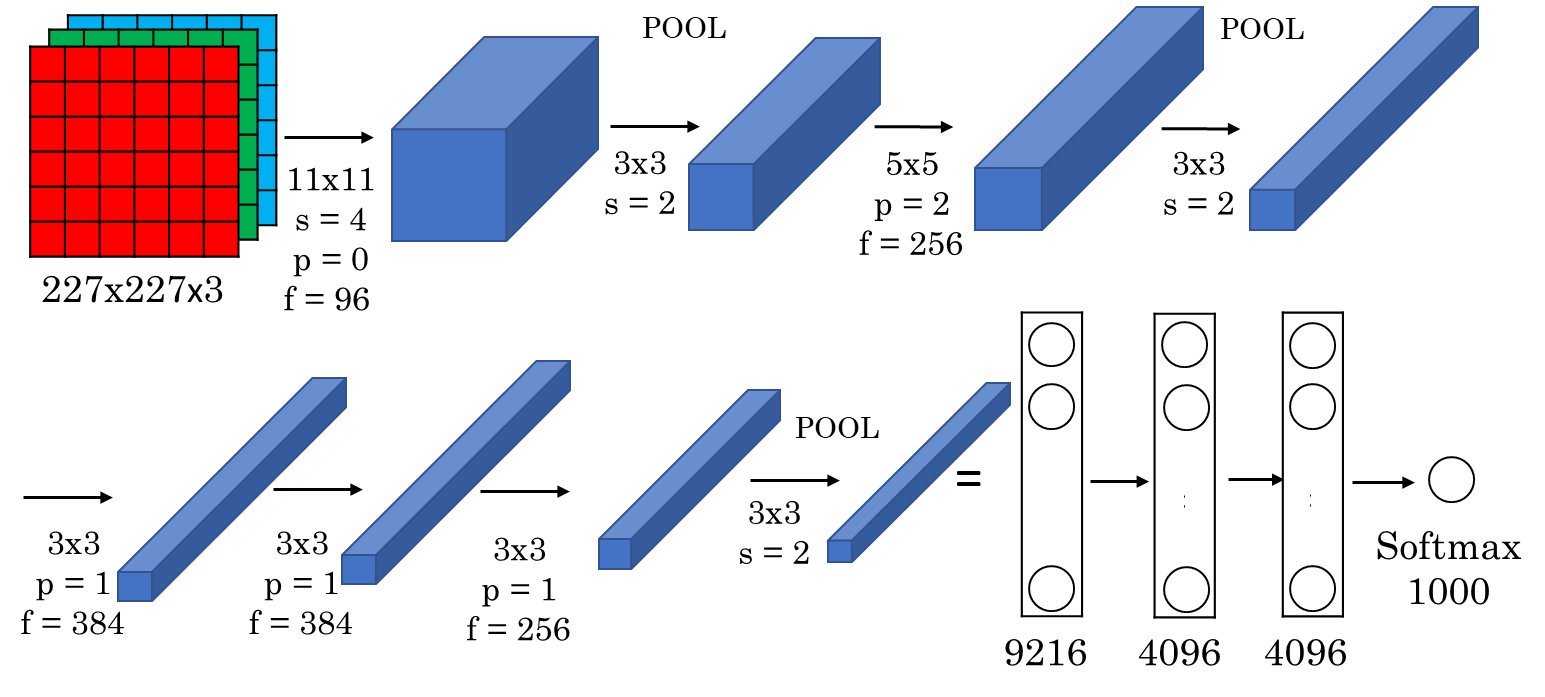 POOL
POOL
11x11
s = 4
p = 0
f = 96
3x3
s = 2
5x5
p = 2
f = 256
3x3
s = 2
227x227x3
3x3
p = 1
f = 384
3x3
p = 1
f = 384
3x3
p = 1
f = 256
POOL
3x3
s = 2
=
9216
4096
4096
Softmax
1000